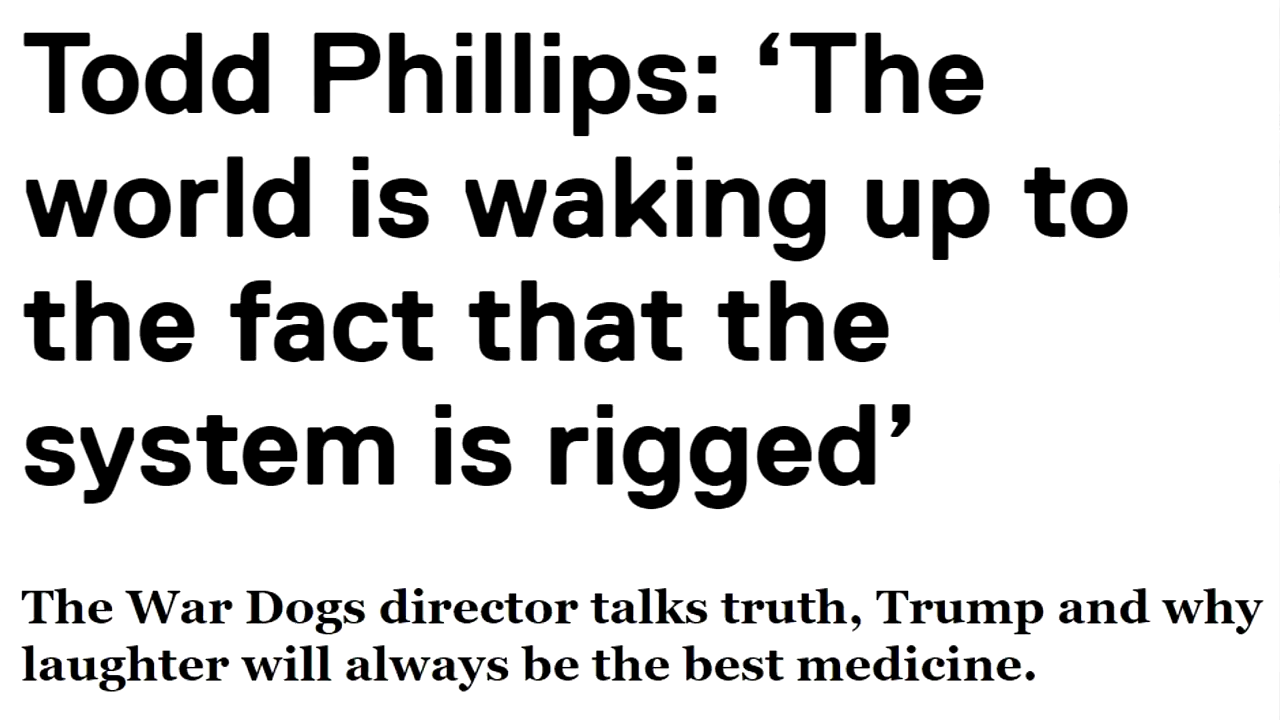 Todd Phillips: ‘The
world is waking up to
the fact that the
system is rigged’
The War Dogs director talks truth, Trump and why
laughter will always be the best medicine.